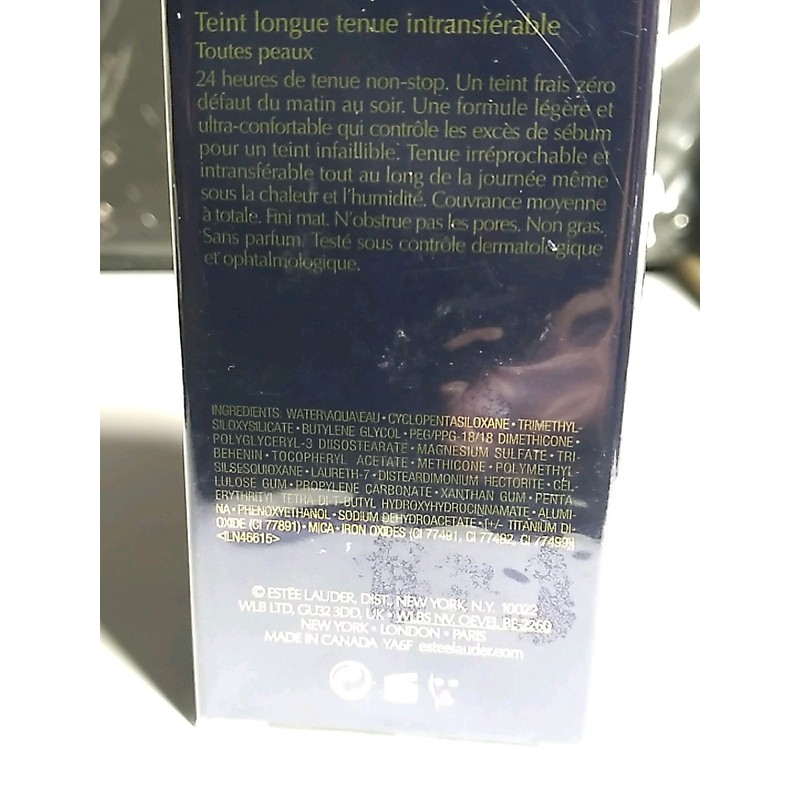 Teint longue tenue intransférable
Toutes peaux
24 heures de tenue non-stop. Un teint frais zéro
défaut du matin au soir. Une formule légère et
ultra-confortable qui contrôle les excès de sébum
pour un teint infaillible. Tenue irréprochable et
intransférable tout au long de la journée même
sous la chaleur et l'humidité. Couvrance moyenne
à totale. Fini mat. N'obstrue pas les pores. Non gras.
Sans parfum. Testé sous contrôle dermatologique
et ophtalmologique.
INGREDIENTS: WATER\AQUA\EAU • CYCLOPENTASILOXANE • TRIMETHYL-
SILOXYSILICATE • BUTYLENE GLYCOL • PEG/PPG-18/18 DIMETHICONE •
POLYGLYCERYL-3 DIISOSTEARATE • MAGNESIUM SULFATE • TRI-
BEHENIN • TOCOPHERYL ACETATE • METHICONE • POLYMETHYL-
SILSESQUIOXANE • LAURETH-7 • DISTEARDIMONIUM HECTORITE • CEL-
LULOSE GUM • PROPYLENE CARBONATE • XANTHAN GUM • PENTA-
ERYTHRITYL TETRA-DI-T-BUTYL HYDROXYHYDROCINNAMATE • ALUMI-
NA • PHENOXYETHANOL • SODIUM DEHYDROACETATE • [+/- TITANIUM DI-
OXIDE (CI 77891) • MICA • IRON OXIDES (CI 77491, CI 77492, CI 77499)]
<ILN46615>
© ESTÉE LAUDER, DIST., NEW YORK, N.Y. 10022
WLB LTD, GU32 3DD, UK • WLBS NV, OEVEL BE 2260
NEW YORK • LONDON • PARIS
MADE IN CANADA YA6F esteelauder.com